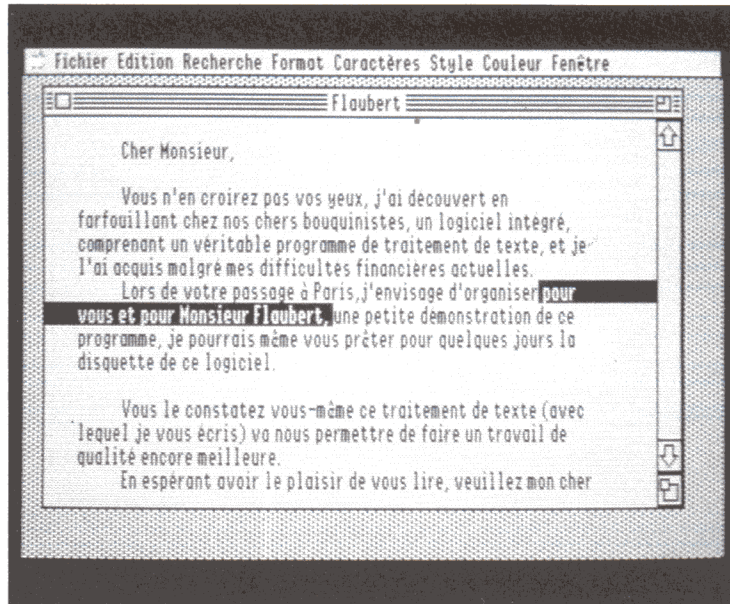 Fichier Edition Recherche Format Caractères Style Couleur Fenêtre
Flaubert
Cher Monsieur,
Vous n'en croirez pas vos yeux, j'ai découvert en
farfouillant chez nos chers bouquinistes, un logiciel intégré,
comprenant un véritable programme de traitement de texte, et je
l'ai acquis malgré mes difficultés financières actuelles.
Lors de votre passage à Paris,j'envisage d'organiser pour
vous et pour Monsieur Flaubert, une petite démonstration de ce
programme, je pourrais même vous prêter pour quelques jours la
disquette de ce logiciel.
Vous le constatez vous-même ce traitement de texte (avec
lequel je vous écris) va nous permettre de faire un travail de
qualité encore meilleure.
En espérant avoir le plaisir de vous lire, veuillez mon cher